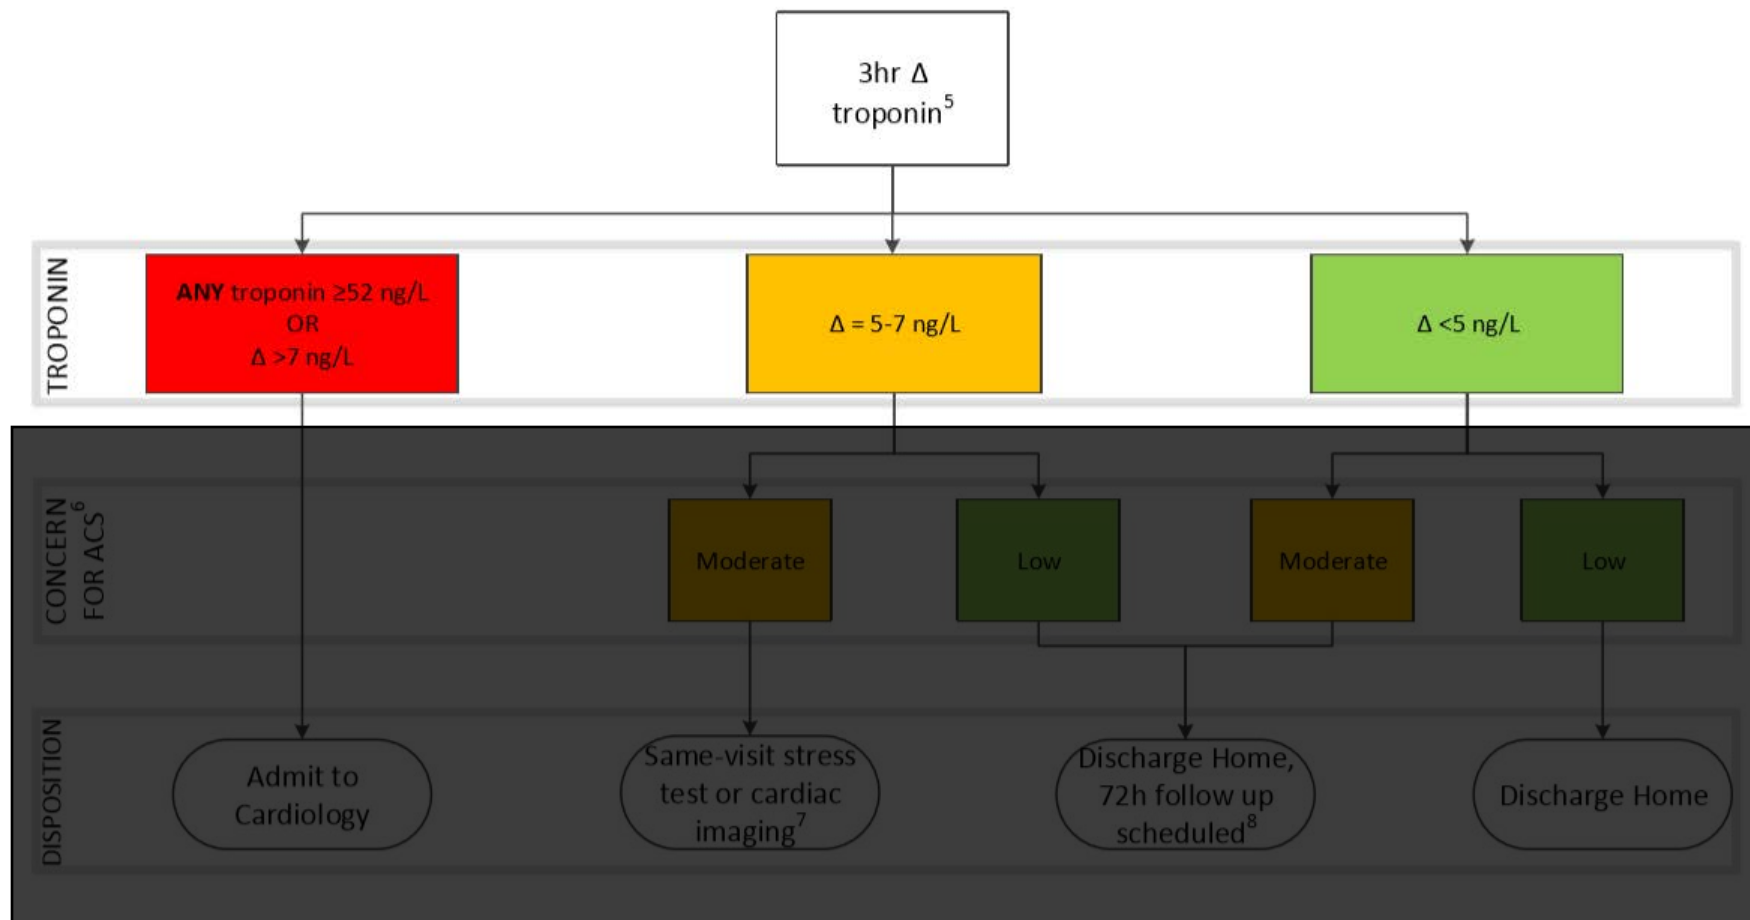 3hr Δ
troponin⁵
TROPONIN
ANY troponin ≥52 ng/L
OR
Δ >7 ng/L
Δ = 5-7 ng/L
Δ <5 ng/L
CONCERN
FOR ACS⁶
Moderate
Low
Moderate
Low
DISPOSITION
Admit to
Cardiology
Same-visit stress
test or cardiac
imaging⁷
Discharge Home,
72h follow up
scheduled⁸
Discharge Home